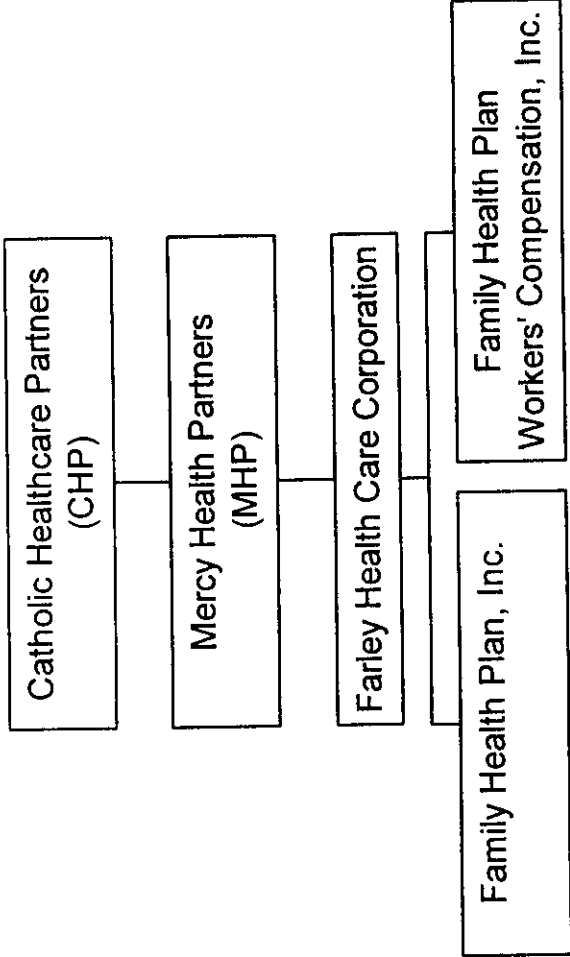 Catholic Healthcare Partners
(CHP)
Mercy Health Partners
(MHP)
Farley Health Care Corporation
Family Health Plan, Inc.
Family Health Plan
Workers' Compensation, Inc.